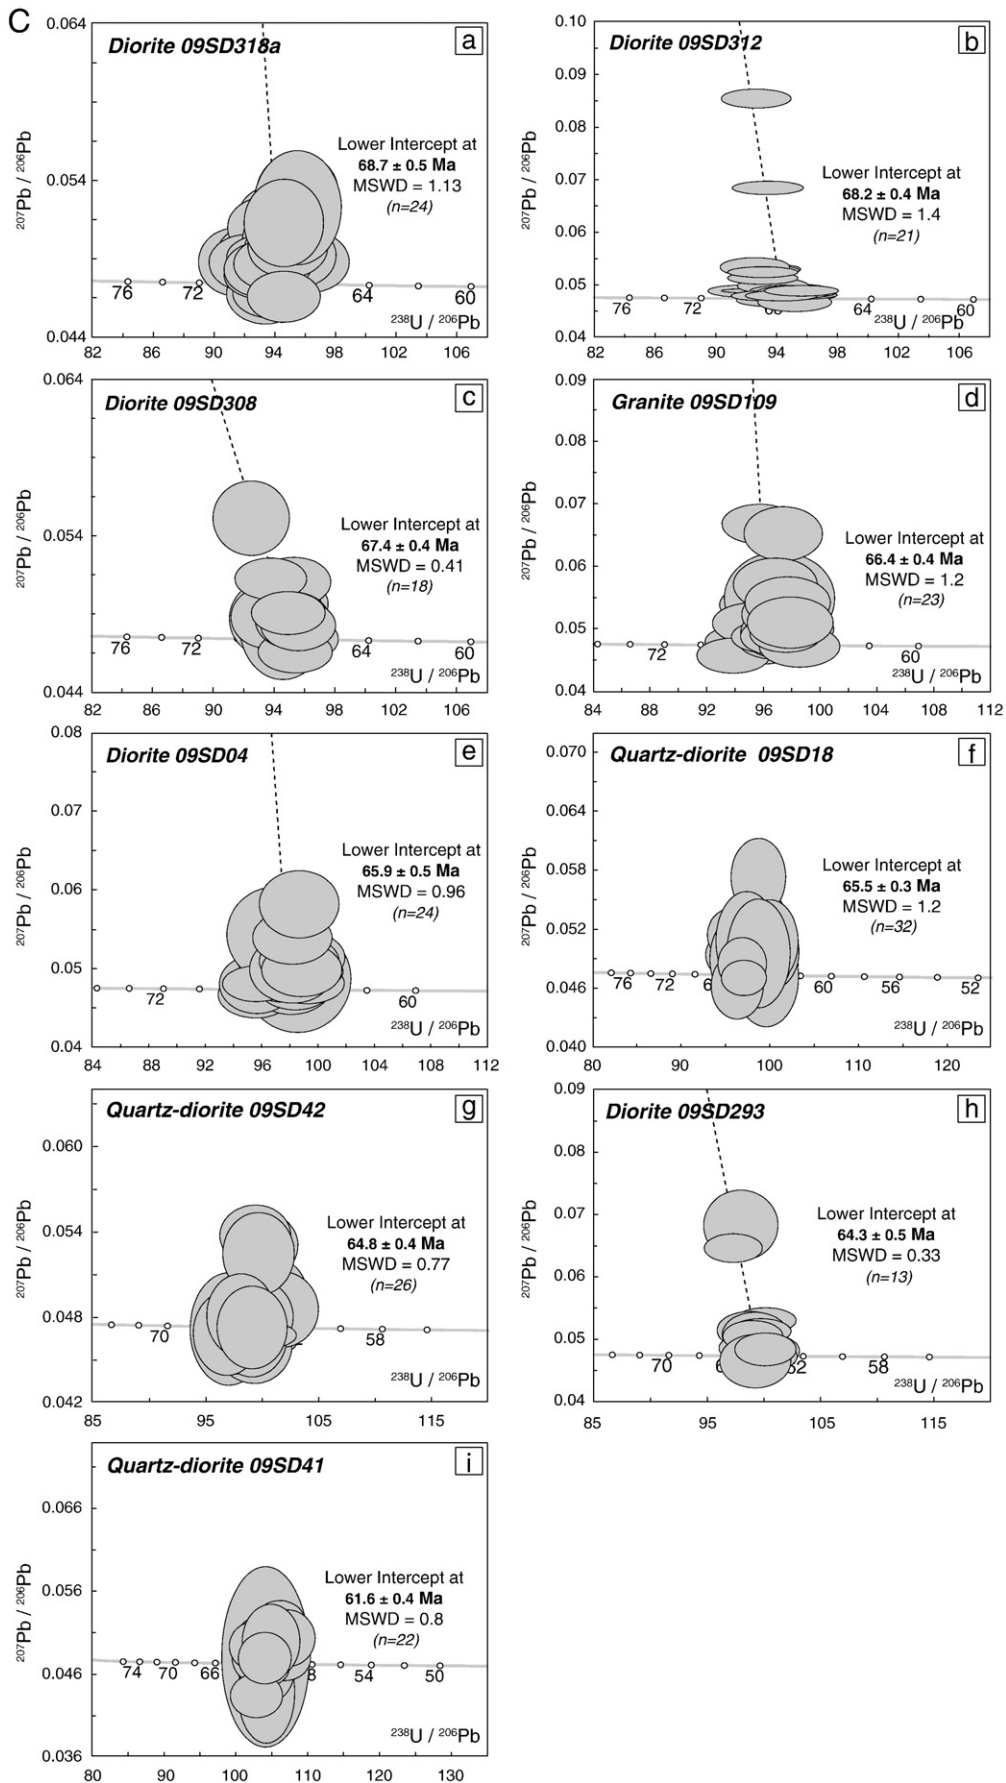 C
Diorite 09SD318a
a
0.064
0.054
0.044
207Pb / 206Pb
Lower Intercept at
68.7 ± 0.5 Ma
MSWD = 1.13
(n=24)
76
72
64
60
238U / 206Pb
82 86 90 94 98 102 106
Diorite 09SD312
b
0.10
0.09
0.08
0.07
0.06
0.05
0.04
207Pb / 206Pb
Lower Intercept at
68.2 ± 0.4 Ma
MSWD = 1.4
(n=21)
76
72
64
60
238U / 206Pb
82 86 90 94 98 102 106
Diorite 09SD308
c
0.064
0.054
0.044
207Pb / 206Pb
Lower Intercept at
67.4 ± 0.4 Ma
MSWD = 0.41
(n=18)
76
72
64
60
238U / 206Pb
82 86 90 94 98 102 106
Granite 09SD109
d
0.09
0.08
0.07
0.06
0.05
0.04
207Pb / 206Pb
Lower Intercept at
66.4 ± 0.4 Ma
MSWD = 1.2
(n=23)
72
60
238U / 206Pb
84 88 92 96 100 104 108 112
Diorite 09SD04
e
0.08
0.07
0.06
0.05
0.04
207Pb / 206Pb
Lower Intercept at
65.9 ± 0.5 Ma
MSWD = 0.96
(n=24)
72
60
238U / 206Pb
84 88 92 96 100 104 108 112
Quartz-diorite 09SD18
f
0.070
0.064
0.058
0.052
0.046
0.040
207Pb / 206Pb
Lower Intercept at
65.5 ± 0.3 Ma
MSWD = 1.2
(n=32)
76
72
60
56
52
238U / 206Pb
80 90 100 110 120
Quartz-diorite 09SD42
g
0.060
0.054
0.048
0.042
207Pb / 206Pb
Lower Intercept at
64.8 ± 0.4 Ma
MSWD = 0.77
(n=26)
70
58
238U / 206Pb
85 95 105 115
Diorite 09SD293
h
0.09
0.08
0.07
0.06
0.05
0.04
207Pb / 206Pb
Lower Intercept at
64.3 ± 0.5 Ma
MSWD = 0.33
(n=13)
70
58
238U / 206Pb
85 95 105 115
Quartz-diorite 09SD41
i
0.066
0.056
0.046
0.036
207Pb / 206Pb
Lower Intercept at
61.6 ± 0.4 Ma
MSWD = 0.8
(n=22)
74
70
66
54
50
238U / 206Pb
80 90 100 110 120 130